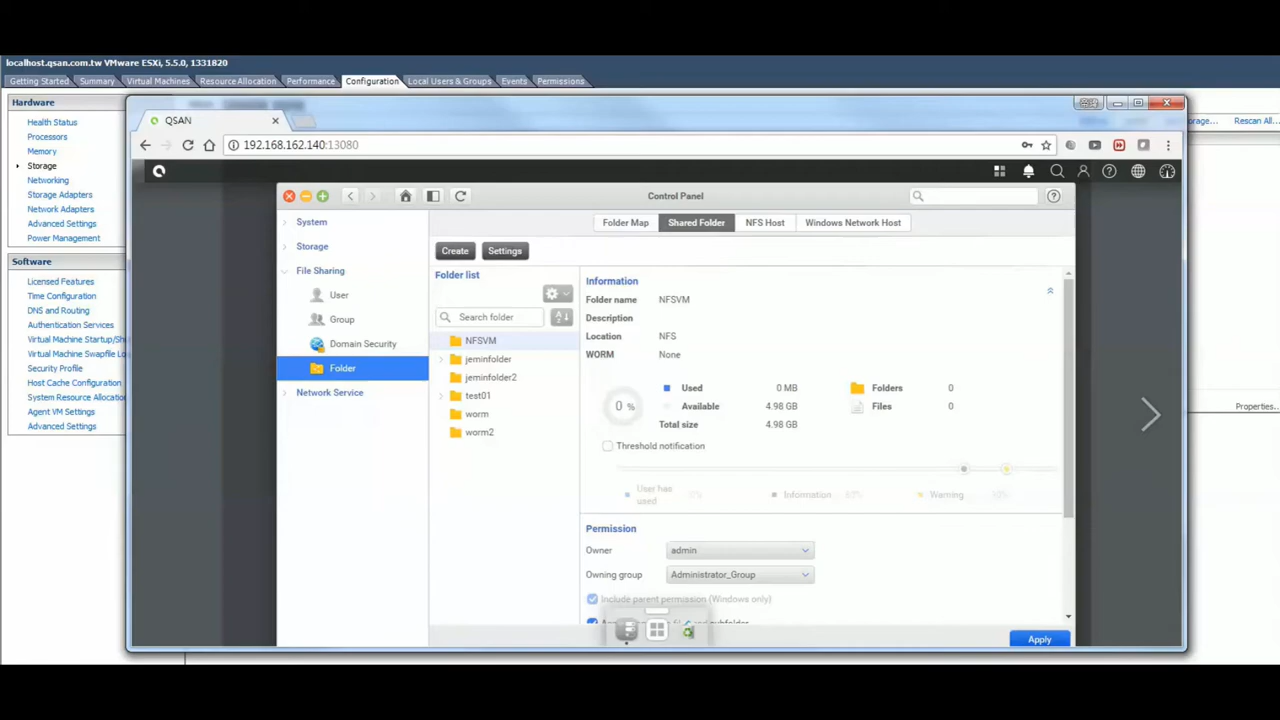 localhost.qsan.com.tw VMware ESXi, 5.5.0, 1331820
Getting Started Summary Virtual Machines Resource Allocation Performance Configuration Local Users & Groups Events Permissions
Hardware
Health Status
Processors
Memory
Storage
Networking
Storage Adapters
Network Adapters
Advanced Settings
Power Management
Software
Licensed Features
Time Configuration
DNS and Routing
Authentication Services
Virtual Machine Startup/Sh
Virtual Machine Swapfile Lo
Security Profile
Host Cache Configuration
System Resource Allocation
Agent VM Settings
Advanced Settings
orage... Rescan All...
Properties...
QSAN
192.168.162.140:13080
Control Panel
System
Storage
File Sharing
User
Group
Domain Security
Folder
Network Service
Folder Map Shared Folder NFS Host Windows Network Host
Create Settings
Folder list
Search folder
NFSVM
jeminfolder
jeminfolder2
test01
worm
worm2
Information
Folder name NFSVM
Description
Location NFS
WORM None
0 %
Used 0 MB Folders 0
Available 4.98 GB Files 0
Total size 4.98 GB
Threshold notification
User has used Information Warning
Permission
Owner admin
Owning group Administrator_Group
Include parent permission (Windows only)
subfolder
Apply